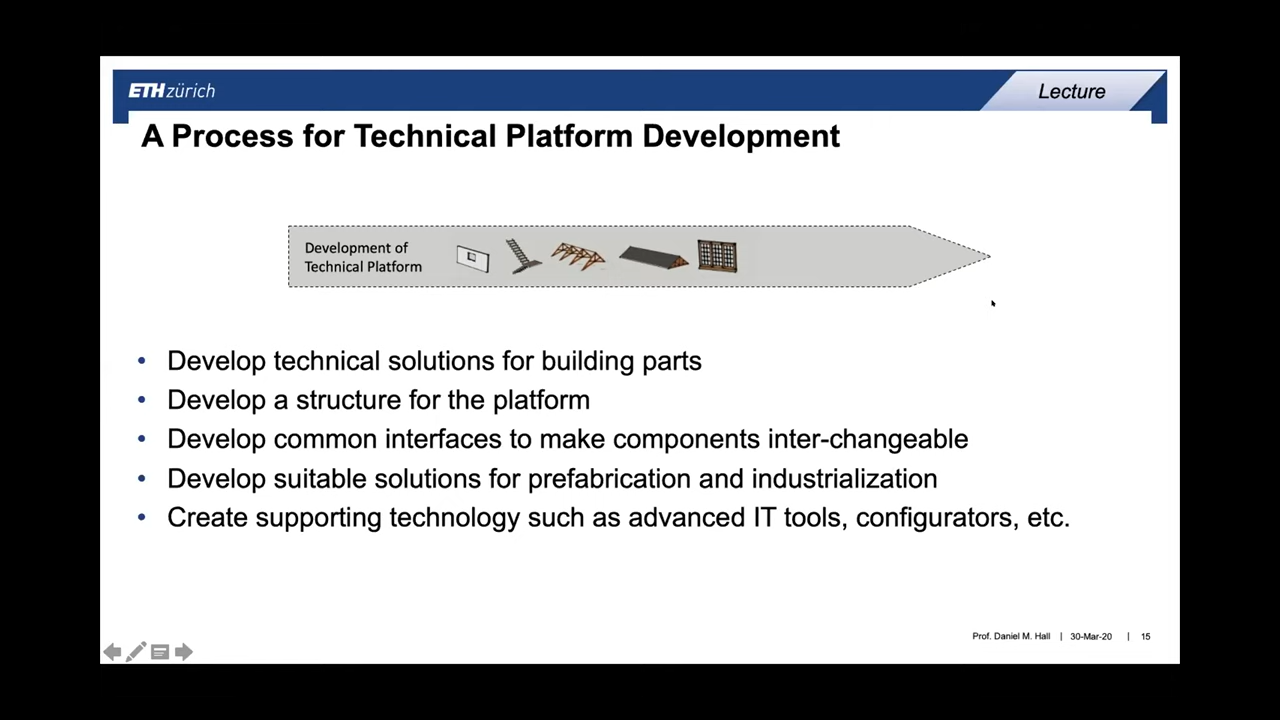 ETH zürich
Lecture
A Process for Technical Platform Development
Development of
Technical Platform
• Develop technical solutions for building parts
• Develop a structure for the platform
• Develop common interfaces to make components inter-changeable
• Develop suitable solutions for prefabrication and industrialization
• Create supporting technology such as advanced IT tools, configurators, etc.
Prof. Daniel M. Hall | 30-Mar-20 | 15